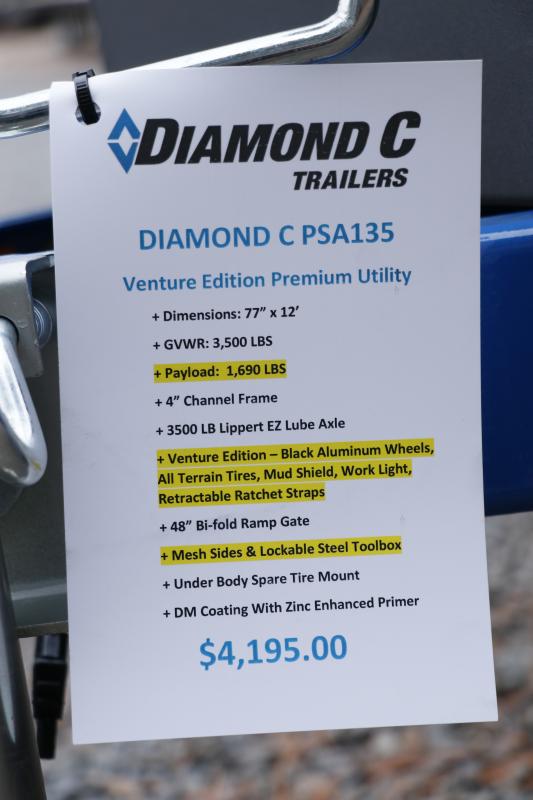 DIAMOND C
TRAILERS
DIAMOND C PSA135
Venture Edition Premium Utility
+ Dimensions: 77” x 12’
+ GVWR: 3,500 LBS
+ Payload: 1,690 LBS
+ 4” Channel Frame
+ 3500 LB Lippert EZ Lube Axle
+ Venture Edition – Black Aluminum Wheels,
All Terrain Tires, Mud Shield, Work Light,
Retractable Ratchet Straps
+ 48” Bi-fold Ramp Gate
+ Mesh Sides & Lockable Steel Toolbox
+ Under Body Spare Tire Mount
+ DM Coating With Zinc Enhanced Primer
$4,195.00